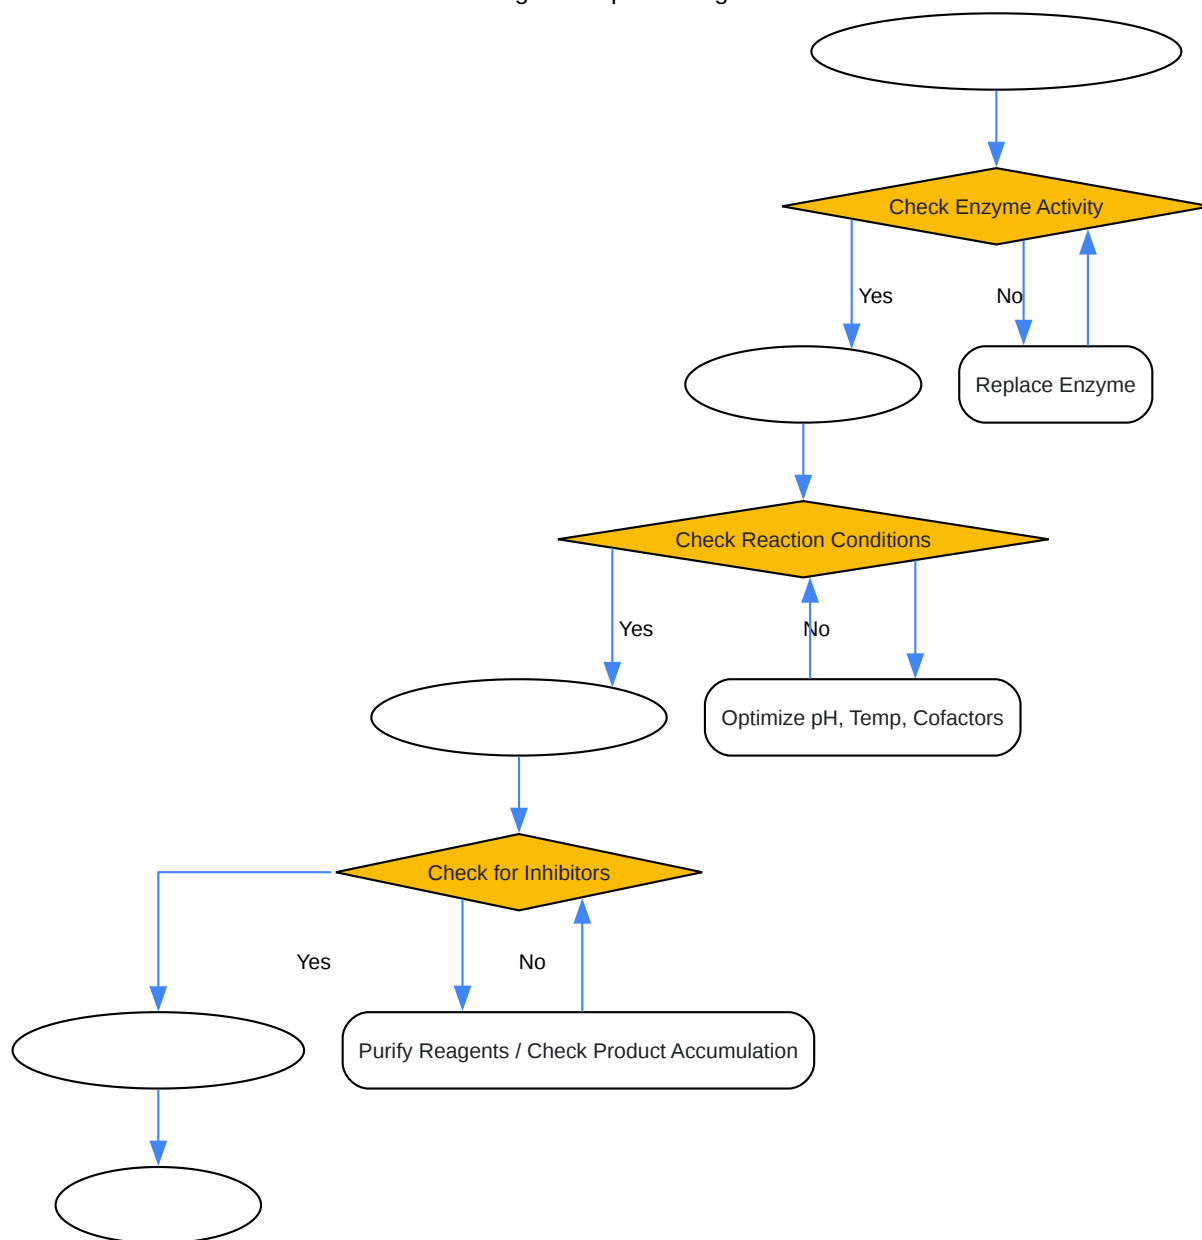 Check Enzyme Activity
Yes
No
Replace Enzyme
Check Reaction Conditions
Yes
No
Optimize pH, Temp, Cofactors
Check for Inhibitors
Yes
No
Purify Reagents / Check Product Accumulation